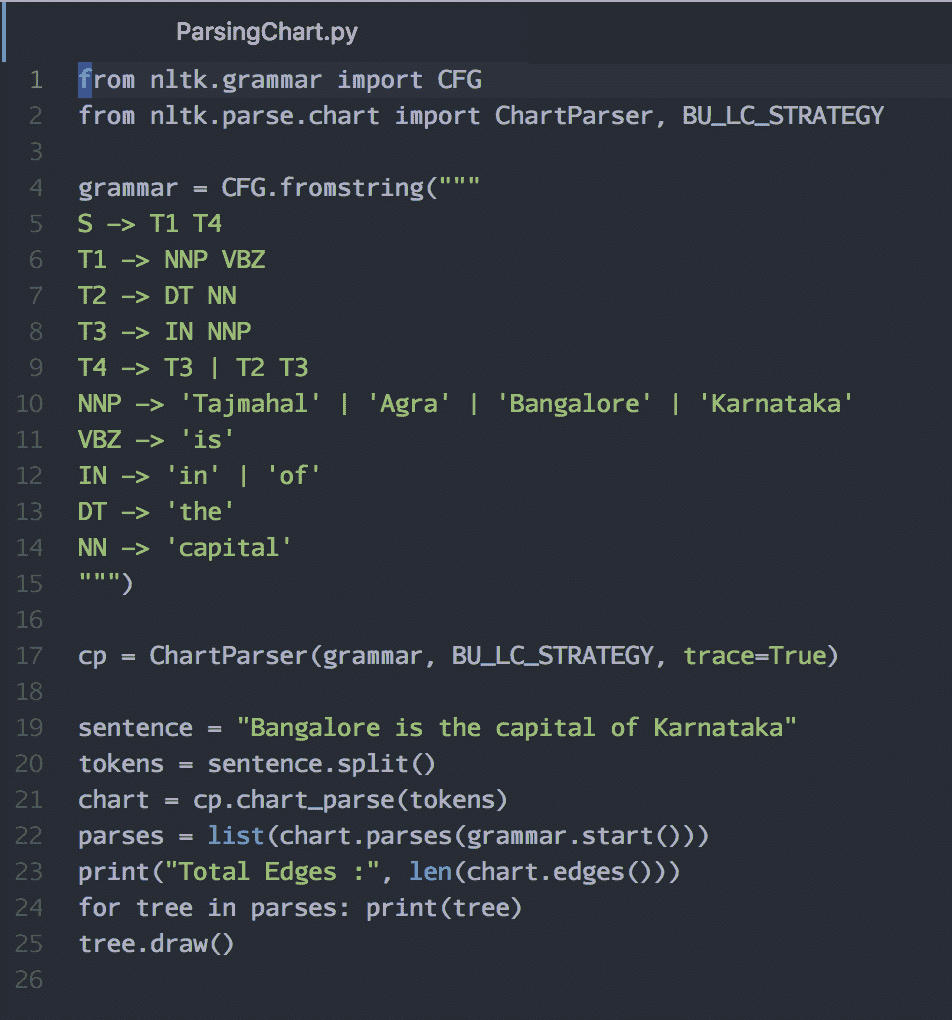 ParsingChart.py
1 from nltk.grammar import CFG
2 from nltk.parse.chart import ChartParser, BU_LC_STRATEGY
3
4 grammar = CFG.fromstring("""
5 S -> T1 T4
6 T1 -> NNP VBZ
7 T2 -> DT NN
8 T3 -> IN NNP
9 T4 -> T3 | T2 T3
10 NNP -> 'Tajmahal' | 'Agra' | 'Bangalore' | 'Karnataka'
11 VBZ -> 'is'
12 IN -> 'in' | 'of'
13 DT -> 'the'
14 NN -> 'capital'
15 """)
16
17 cp = ChartParser(grammar, BU_LC_STRATEGY, trace=True)
18
19 sentence = "Bangalore is the capital of Karnataka"
20 tokens = sentence.split()
21 chart = cp.chart_parse(tokens)
22 parses = list(chart.parses(grammar.start()))
23 print("Total Edges :", len(chart.edges()))
24 for tree in parses: print(tree)
25 tree.draw()
26